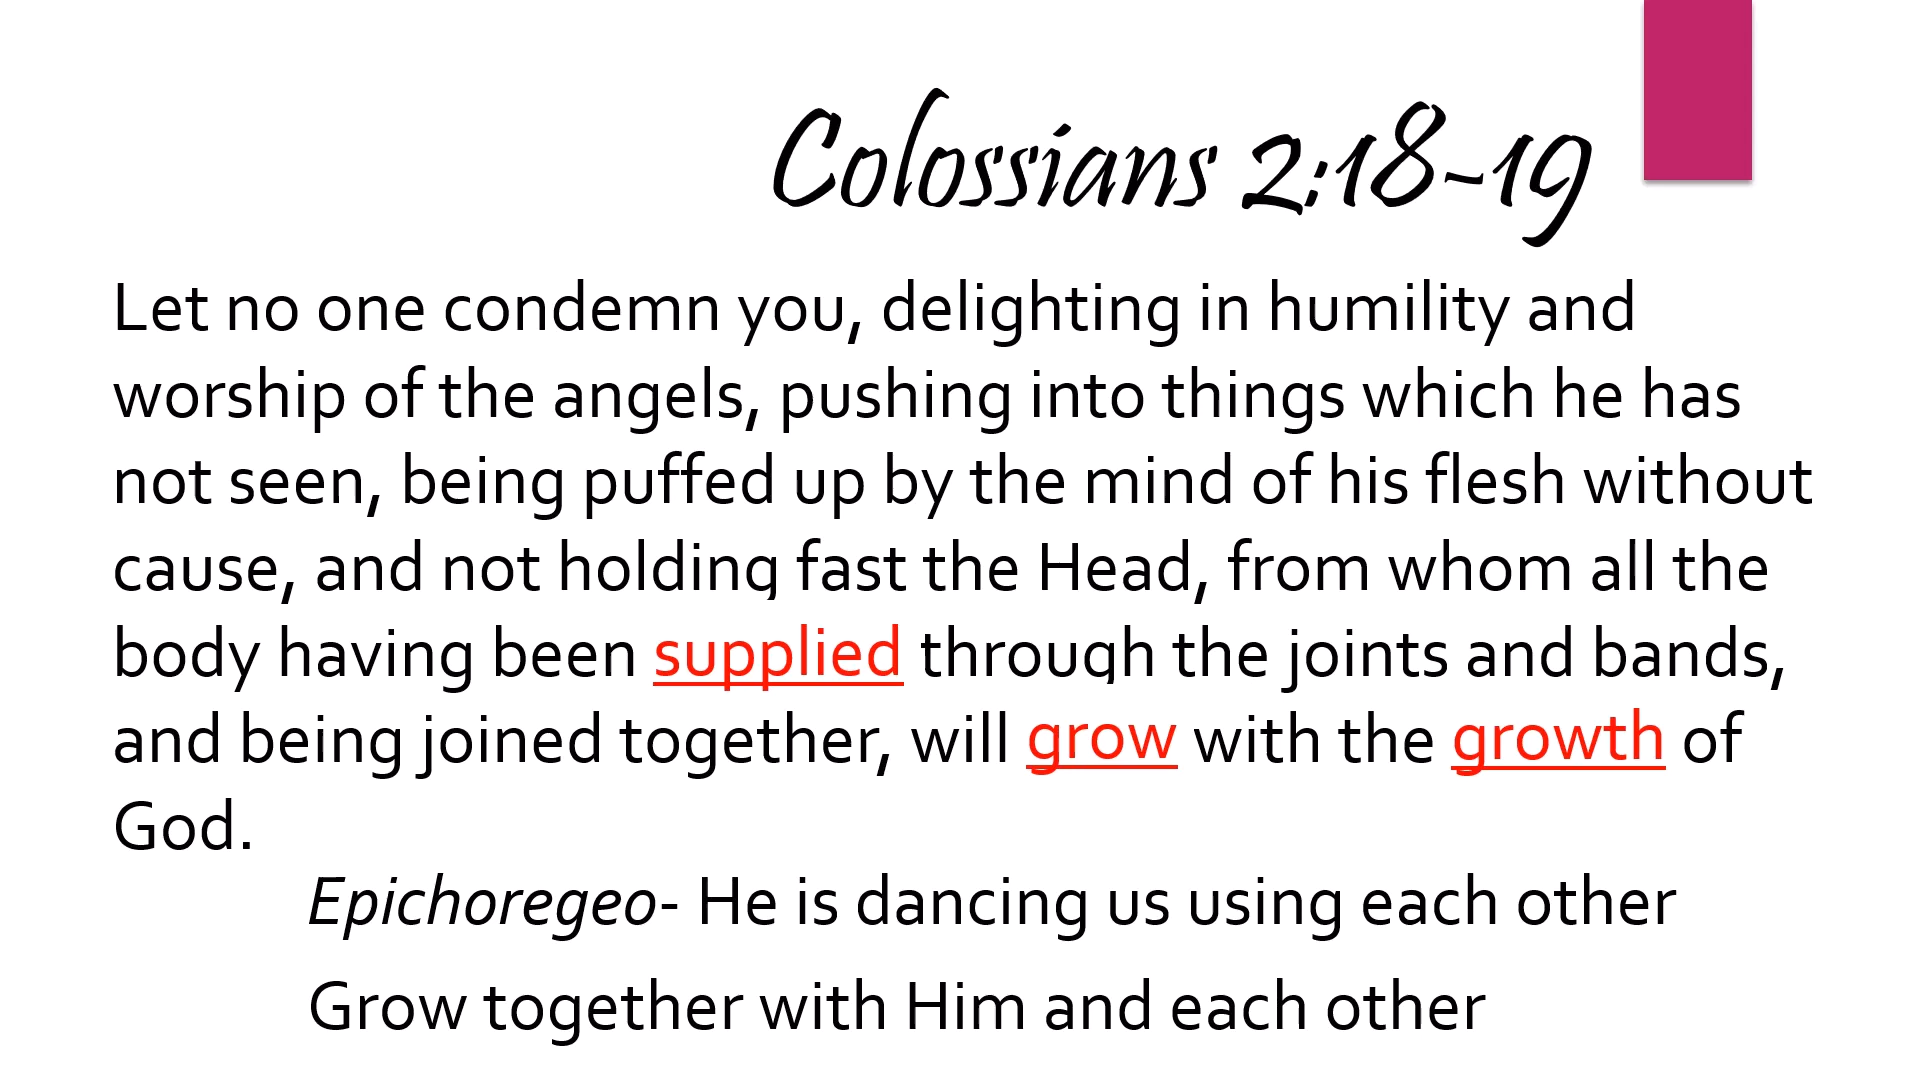 Colossians 2:18-19
Let no one condemn you, delighting in humility and
worship of the angels, pushing into things which he has
not seen, being puffed up by the mind of his flesh without
cause, and not holding fast the Head, from whom all the
body having been supplied through the joints and bands,
and being joined together, will grow with the growth of
God.
Epichoregeo- He is dancing us using each other
Grow together with Him and each other